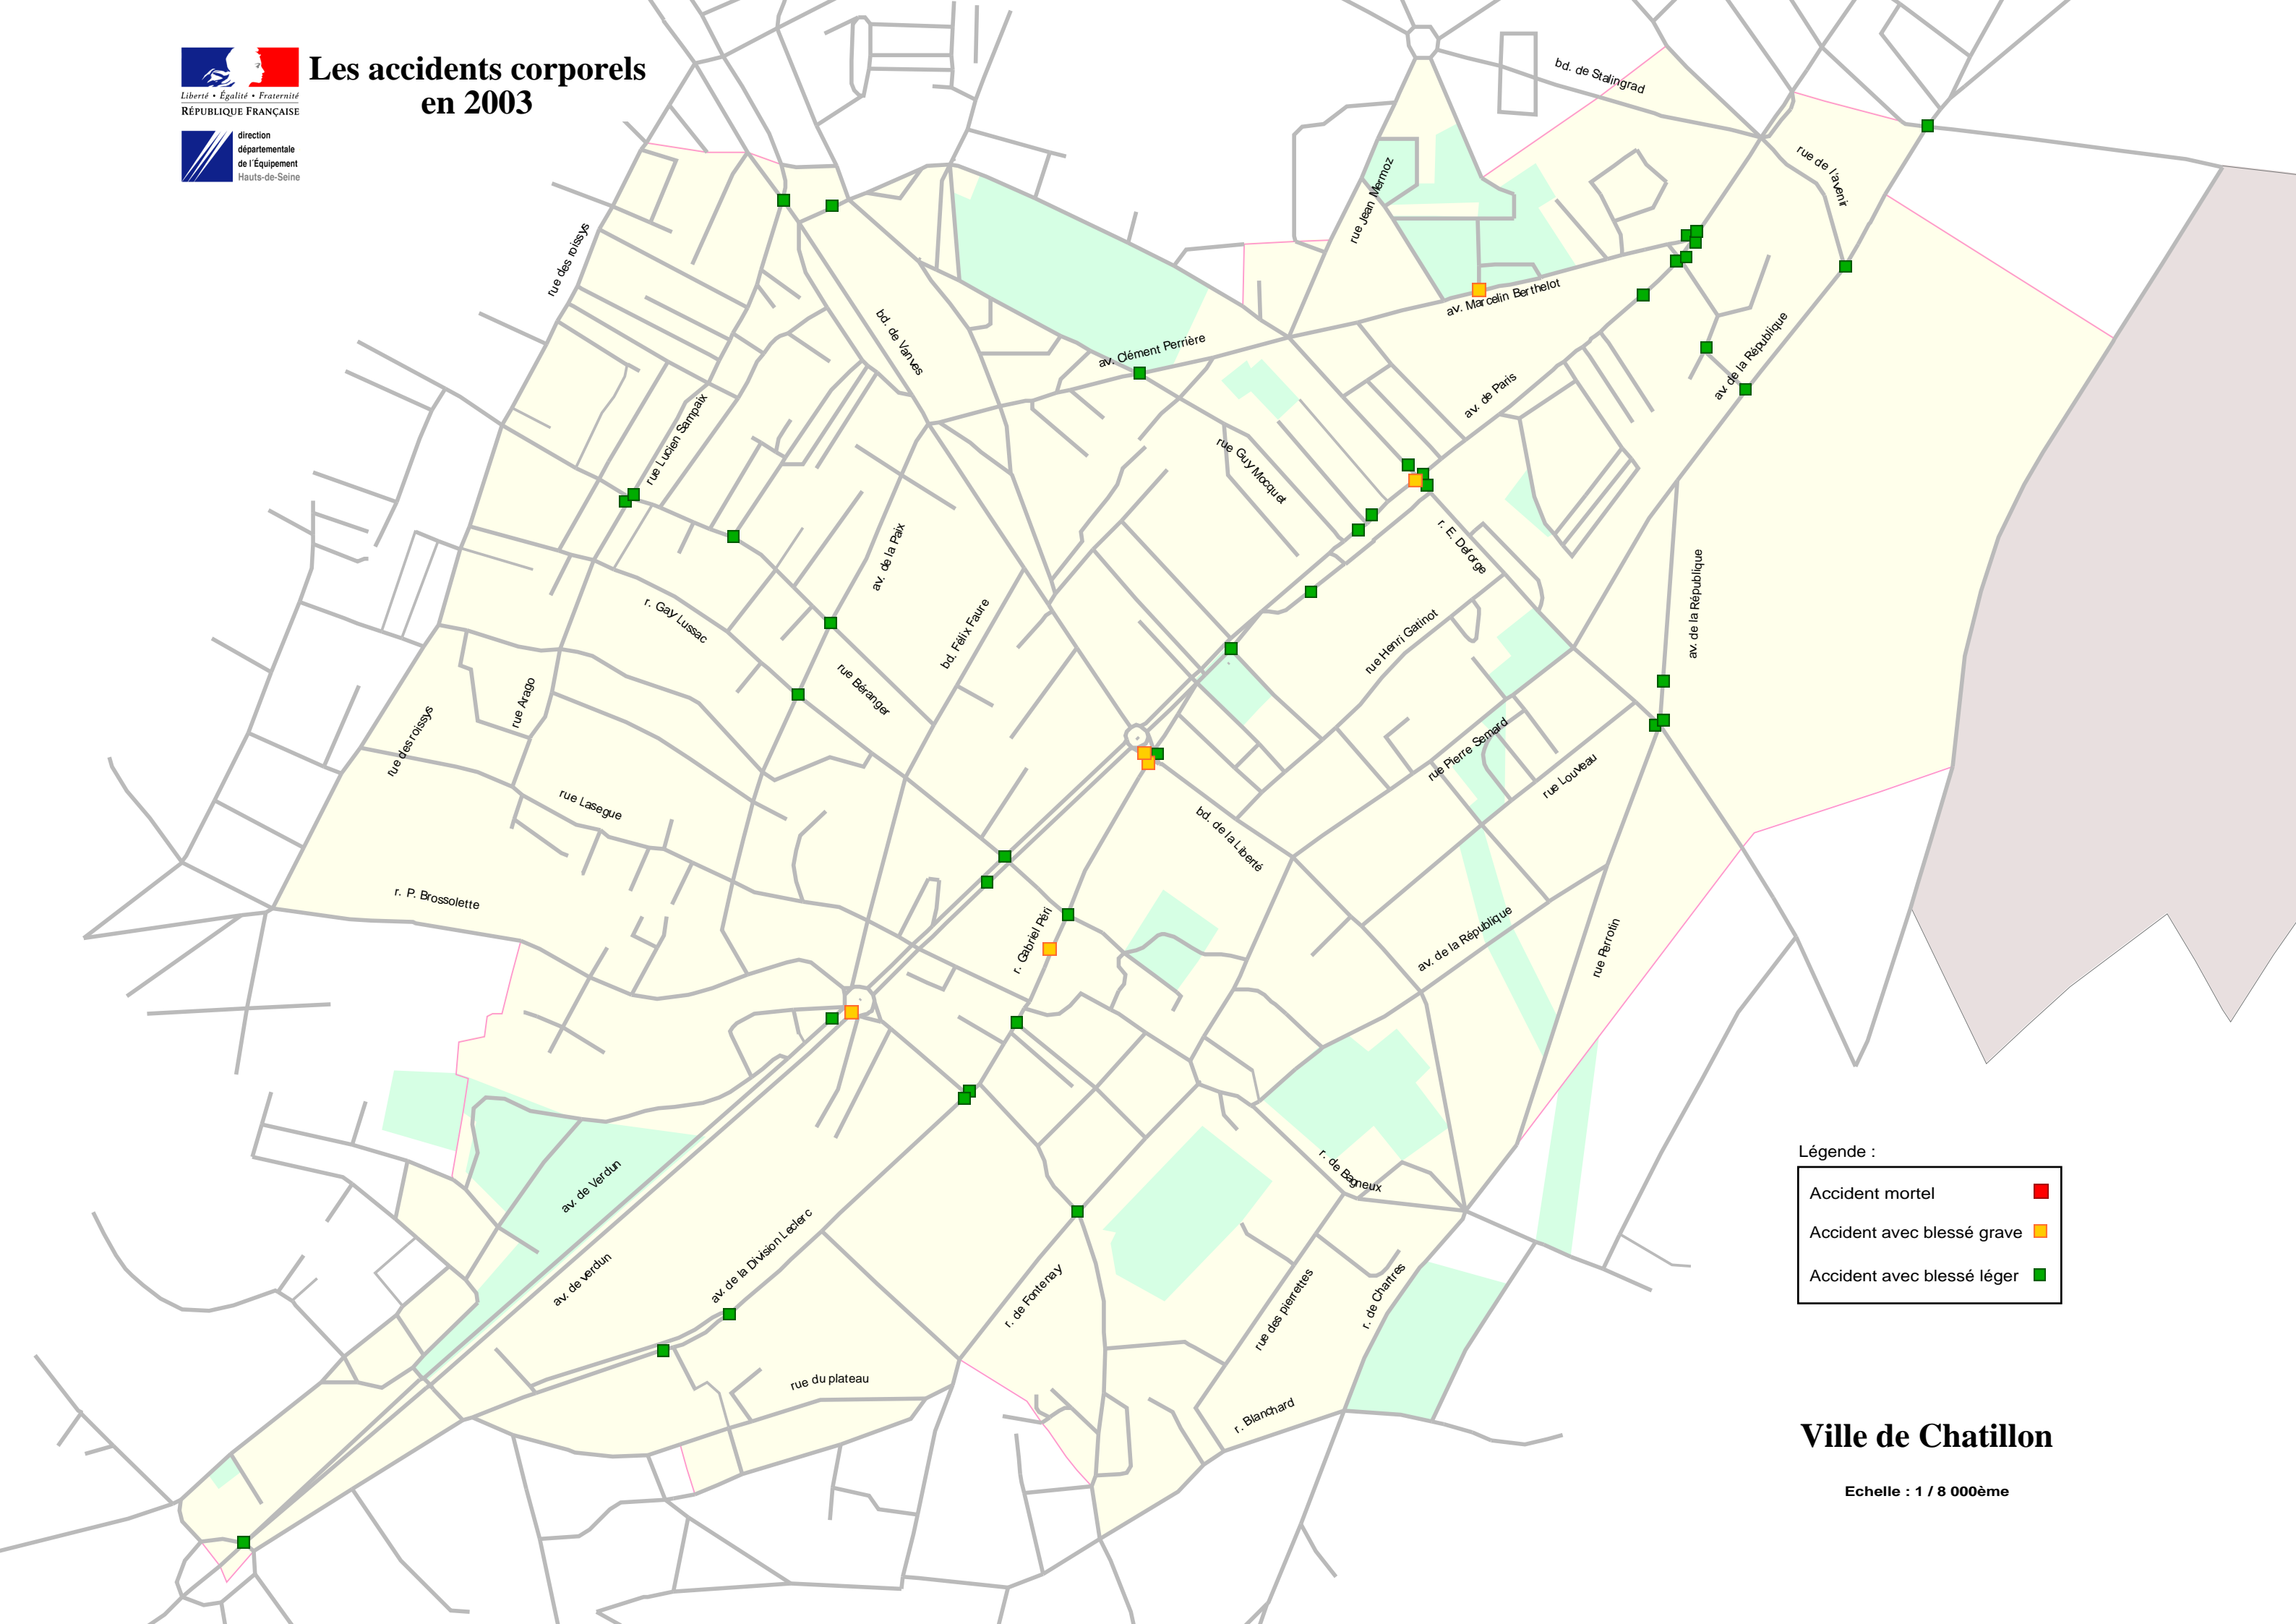 Les accidents corporels
en 2003
Liberté • Égalité • Fraternité
RÉPUBLIQUE FRANÇAISE
direction
départementale
de l'Équipement
Hauts-de-Seine
bd. de Stalingrad
rue de l'avenir
rue Jean Mermoz
rue des roissys
av. Marcelin Berthelot
bd. de Vanves
av. Clément Perrière
av. de la République
av. de Paris
rue Lucien Sampaix
rue Guy Mocquet
av. de la Paix
r. E. Deforge
av. de la République
r. Gay Lussac
bd. Félix Faure
rue Henri Gatinot
rue Béranger
rue Arago
rue des roissys
rue Pierre Semard
rue Louveau
rue Lasegue
bd. de la Liberté
r. P. Brossolette
r. Gabriel Péri
av. de la République
rue Perrotin
r. de Bagneux
av. de Verdun
av. de la Division Leclerc
av. de verdun
r. de Fontenay
rue des pierrettes
r. de Chartres
rue du plateau
r. Blanchard
Légende :
Accident mortel
Accident avec blessé grave
Accident avec blessé léger
Ville de Chatillon
Echelle : 1 / 8 000ème